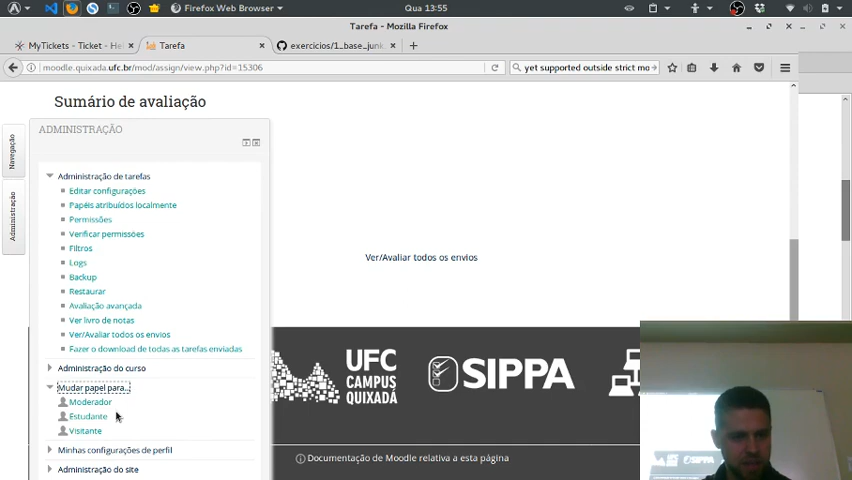 Firefox Web Browser
Qua 13:55
Tarefa - Mozilla Firefox
MyTickets - Ticket - Hel
Tarefa
exercicios/1_base_junk
moodle.quixada.ufc.br/mod/assign/view.php?id=15306
yet supported outside strict mo
Sumário de avaliação
Navegação
Administração
ADMINISTRAÇÃO
Administração de tarefas
Editar configurações
Papéis atribuídos localmente
Permissões
Verificar permissões
Filtros
Logs
Backup
Restaurar
Avaliação avançada
Ver livro de notas
Ver/Avaliar todos os envios
Fazer o download de todas as tarefas enviadas
Administração do curso
Mudar papel para...
Moderador
Estudante
Visitante
Minhas configurações de perfil
Administração do site
Ver/Avaliar todos os envios
UFC
CAMPUS
QUIXADÁ
SIPPA
Documentação de Moodle relativa a esta página